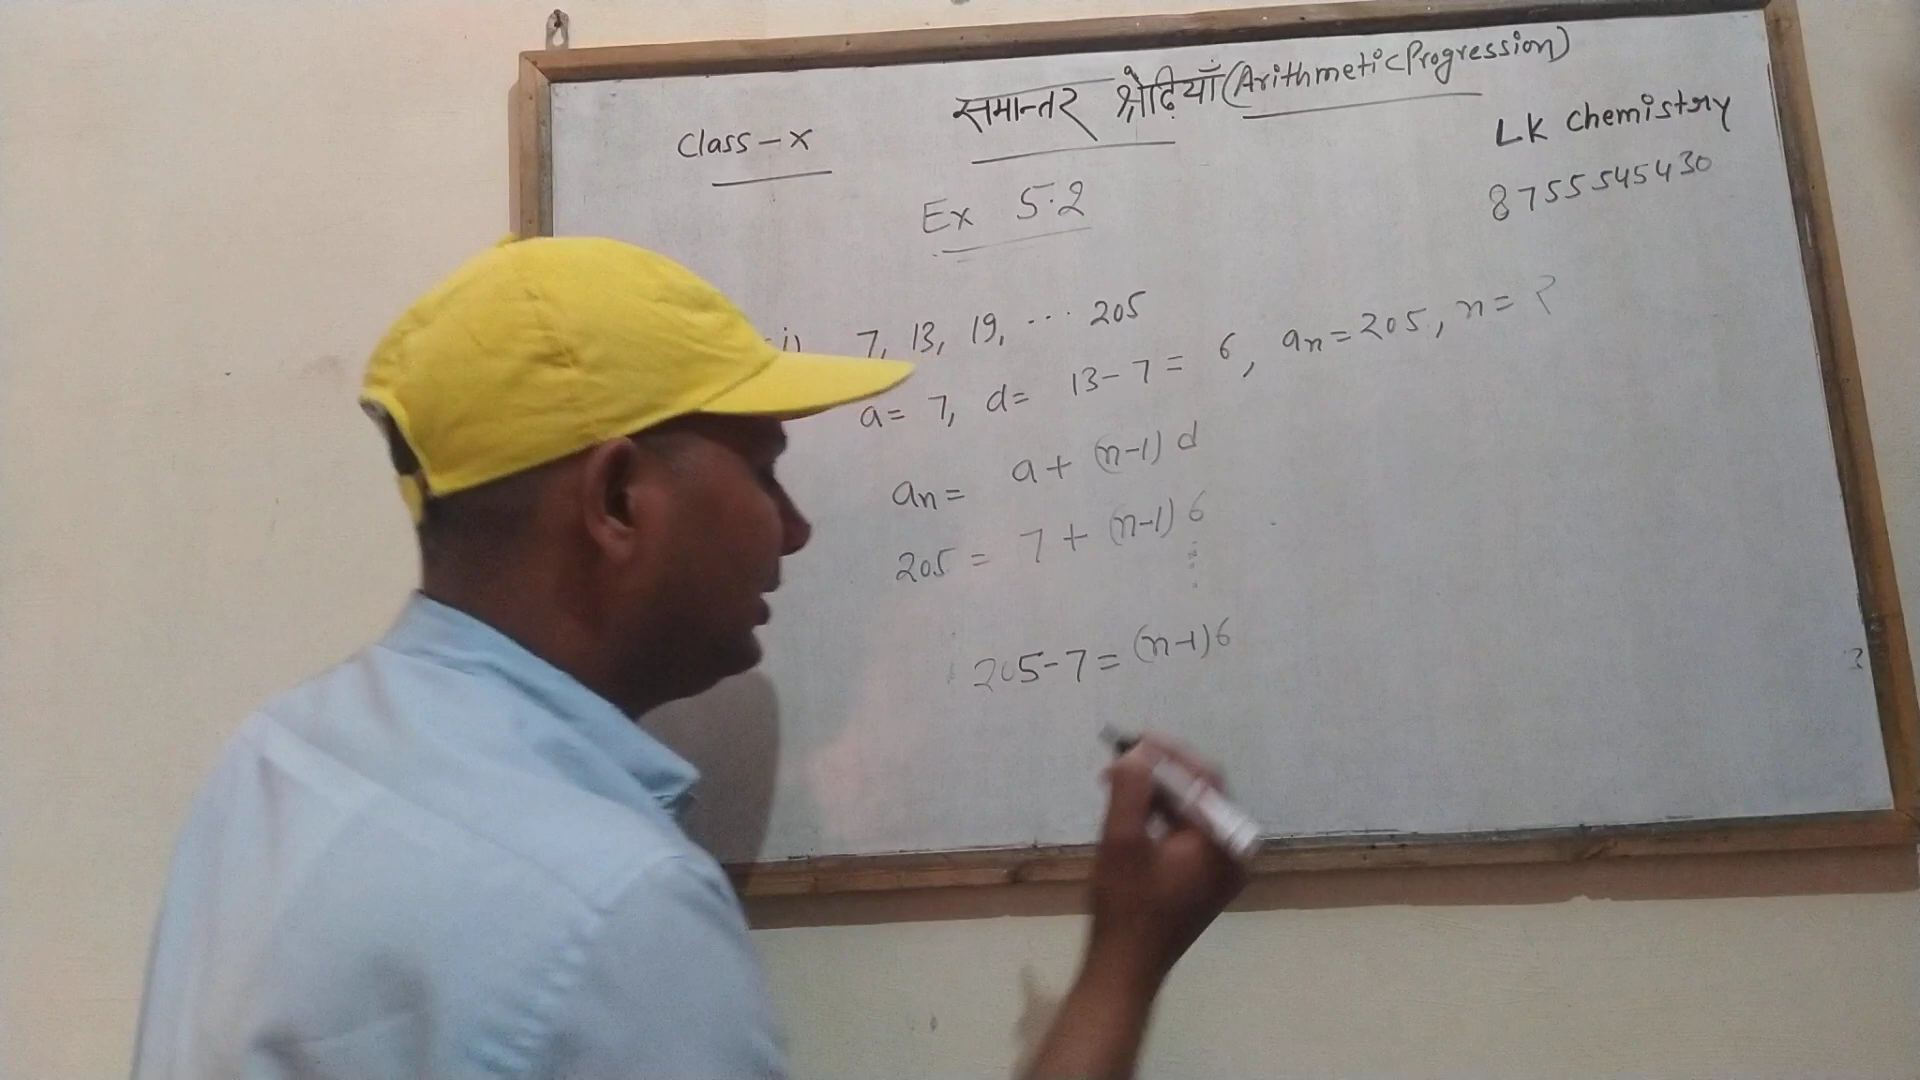 समान्तर श्रेढ़ियाँ (Arithmetic Progression)
Class - X
LK Chemistry
8755545430
Ex 5.2
i) 7, 13, 19, ... 205
a = 7, d = 13 - 7 = 6, an = 205, n = ?
an = a + (n-1) d
205 = 7 + (n-1) 6
205 - 7 = (n-1) 6